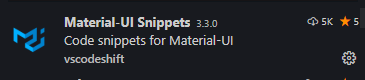 Material-UI Snippets 3.3.0 5K 5
Code snippets for Material-UI
vscodeshift